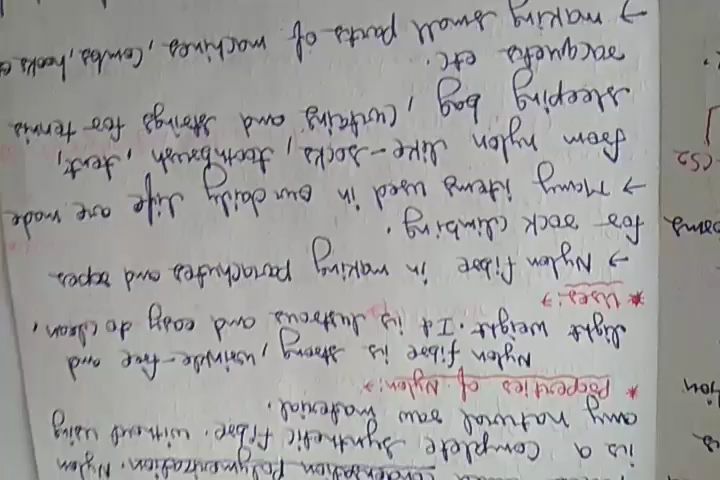 Condensation Polymerization. Nylon
is a complete synthetic fibre. without using
any natural raw material.
* Properties of Nylon:→
Nylon fibre is strong, wrinkle-free and
light weight. It is lustrous and easy to clean,
* Uses:→
→ Nylon fibre in making parachutes and ropes
for rock climbing.
→ Many items used in our daily life are made
from nylon like-socks, toothbrush, tent,
sleeping bag, curtains and strings for tennis
racquets etc.
→ making small parts of machines, combs, hooks
CS2